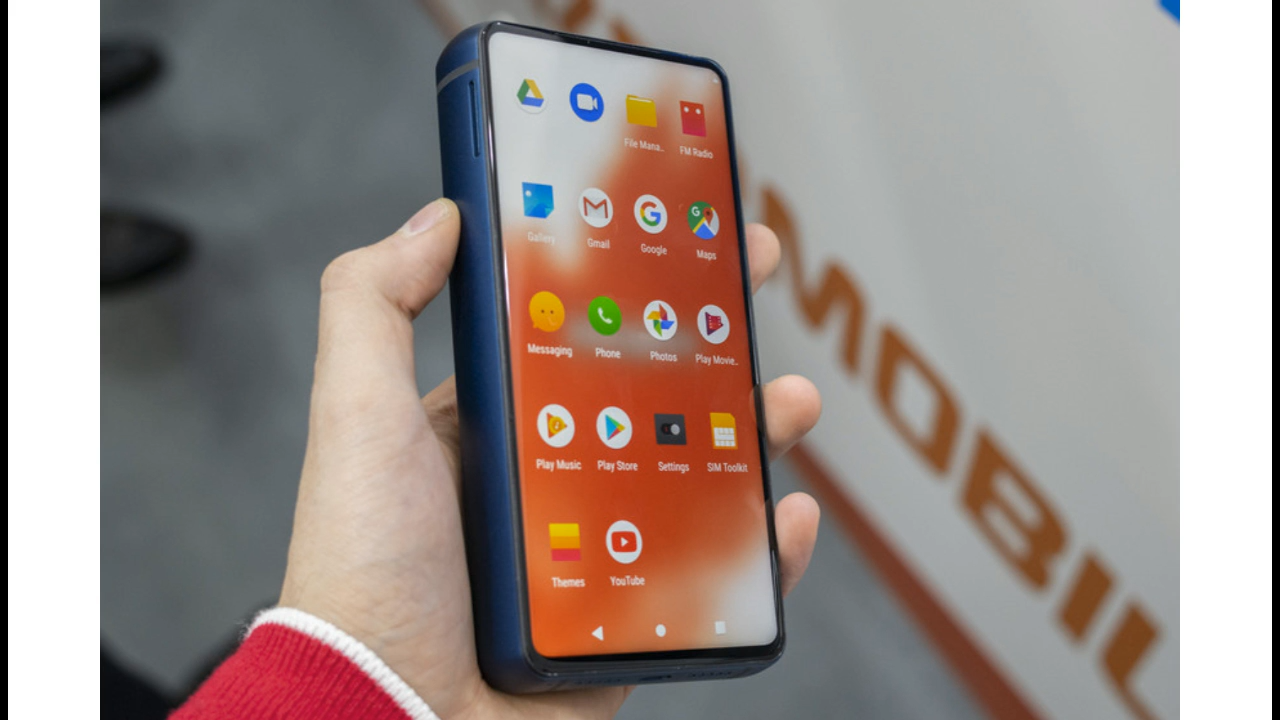 File Mana..
FM Radio
Gallery
Gmail
Google
Maps
Messaging
Phone
Photos
Play Movie..
Play Music
Play Store
Settings
SIM Toolkit
Themes
YouTube
MOBIL